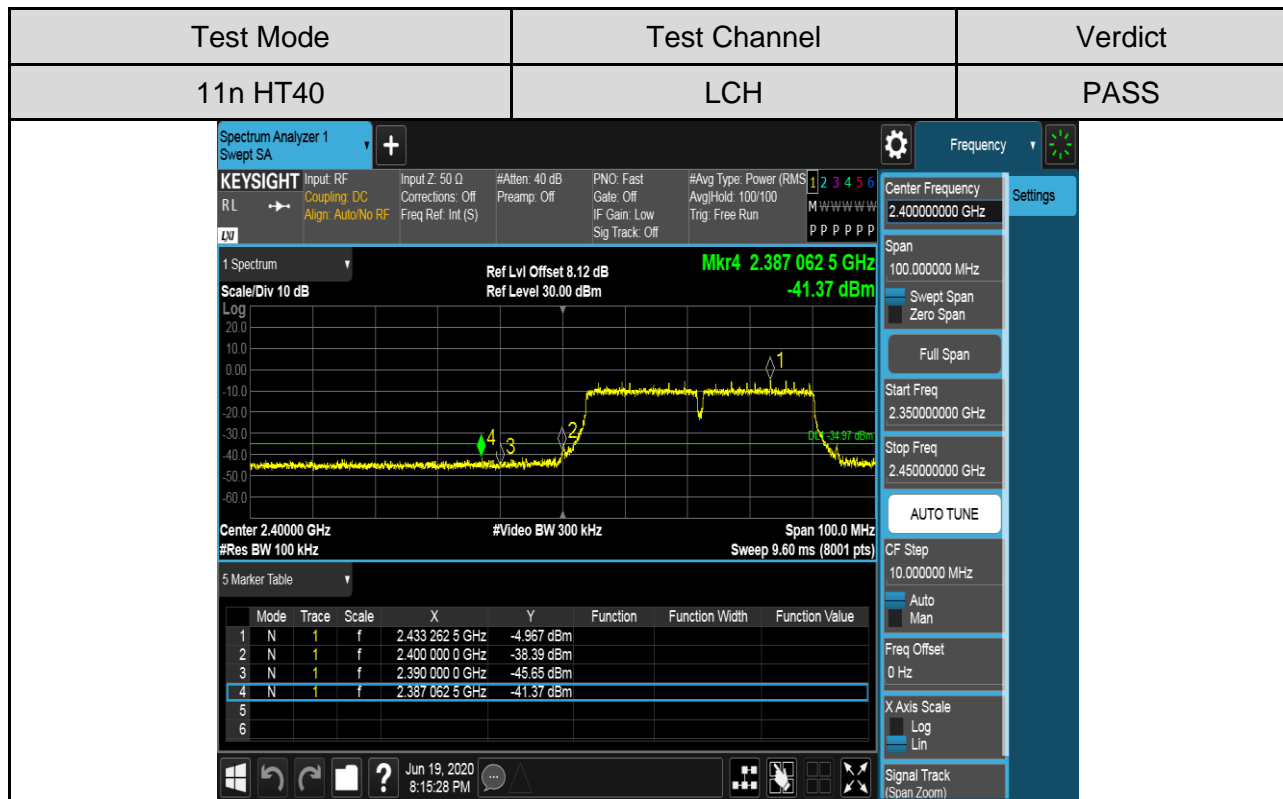 Test Mode Test Channel Verdict
11n HT40 LCH PASS
Spectrum Analyzer 1
Swept SA
+
Frequency
KEYSIGHT
RL
LXI
Input: RF
Coupling: DC
Align: Auto/No RF
Input Z: 50 Ω
Corrections: Off
Freq Ref: Int (S)
#Atten: 40 dB
Preamp: Off
PNO: Fast
Gate: Off
IF Gain: Low
Sig Track: Off
#Avg Type: Power (RMS
Avg|Hold: 100/100
Trig: Free Run
1 2 3 4 5 6
M W W W W W
P P P P P P
1 Spectrum
Scale/Div 10 dB
Ref Lvl Offset 8.12 dB
Ref Level 30.00 dBm
Mkr4 2.387 062 5 GHz
-41.37 dBm
Log
20.0
10.0
0.00
-10.0
-20.0
-30.0
-40.0
-50.0
-60.0
1
2
3
4
DL1 -34.97 dBm
Center 2.40000 GHz
#Video BW 300 kHz
Span 100.0 MHz
#Res BW 100 kHz
Sweep 9.60 ms (8001 pts)
5 Marker Table
Mode Trace Scale X Y Function Function Width Function Value
1 N 1 f 2.433 262 5 GHz -4.967 dBm
2 N 1 f 2.400 000 0 GHz -38.39 dBm
3 N 1 f 2.390 000 0 GHz -45.65 dBm
4 N 1 f 2.387 062 5 GHz -41.37 dBm
5
6
?
Jun 19, 2020
8:15:28 PM
Center Frequency
2.400000000 GHz
Settings
Span
100.000000 MHz
Swept Span
Zero Span
Full Span
Start Freq
2.350000000 GHz
Stop Freq
2.450000000 GHz
AUTO TUNE
CF Step
10.000000 MHz
Auto
Man
Freq Offset
0 Hz
X Axis Scale
Log
Lin
Signal Track
(Span Zoom)